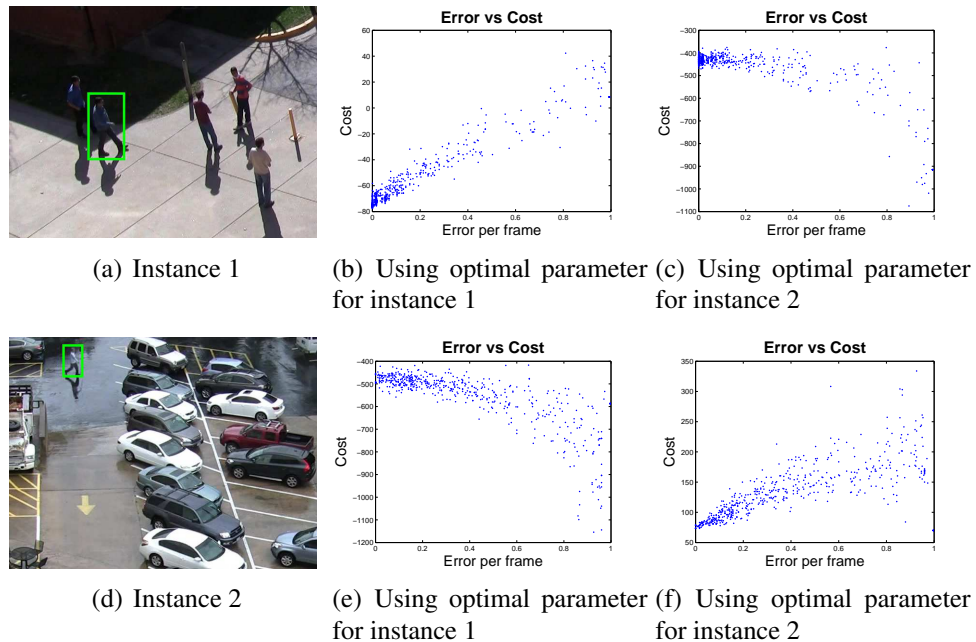 Error vs Cost
60
40
20
0
−20
−40
−60
−80
Cost
0 0.2 0.4 0.6 0.8 1
Error per frame
Error vs Cost
−300
−400
−500
−600
−700
−800
−900
−1000
−1100
Cost
0 0.2 0.4 0.6 0.8 1
Error per frame
(a) Instance 1
(b) Using optimal parameter
for instance 1
(c) Using optimal parameter
for instance 2
Error vs Cost
−400
−500
−600
−700
−800
−900
−1000
−1100
−1200
Cost
0 0.2 0.4 0.6 0.8 1
Error per frame
Error vs Cost
350
300
250
200
150
100
50
Cost
0 0.2 0.4 0.6 0.8 1
Error per frame
(d) Instance 2
(e) Using optimal parameter
for instance 1
(f) Using optimal parameter
for instance 2